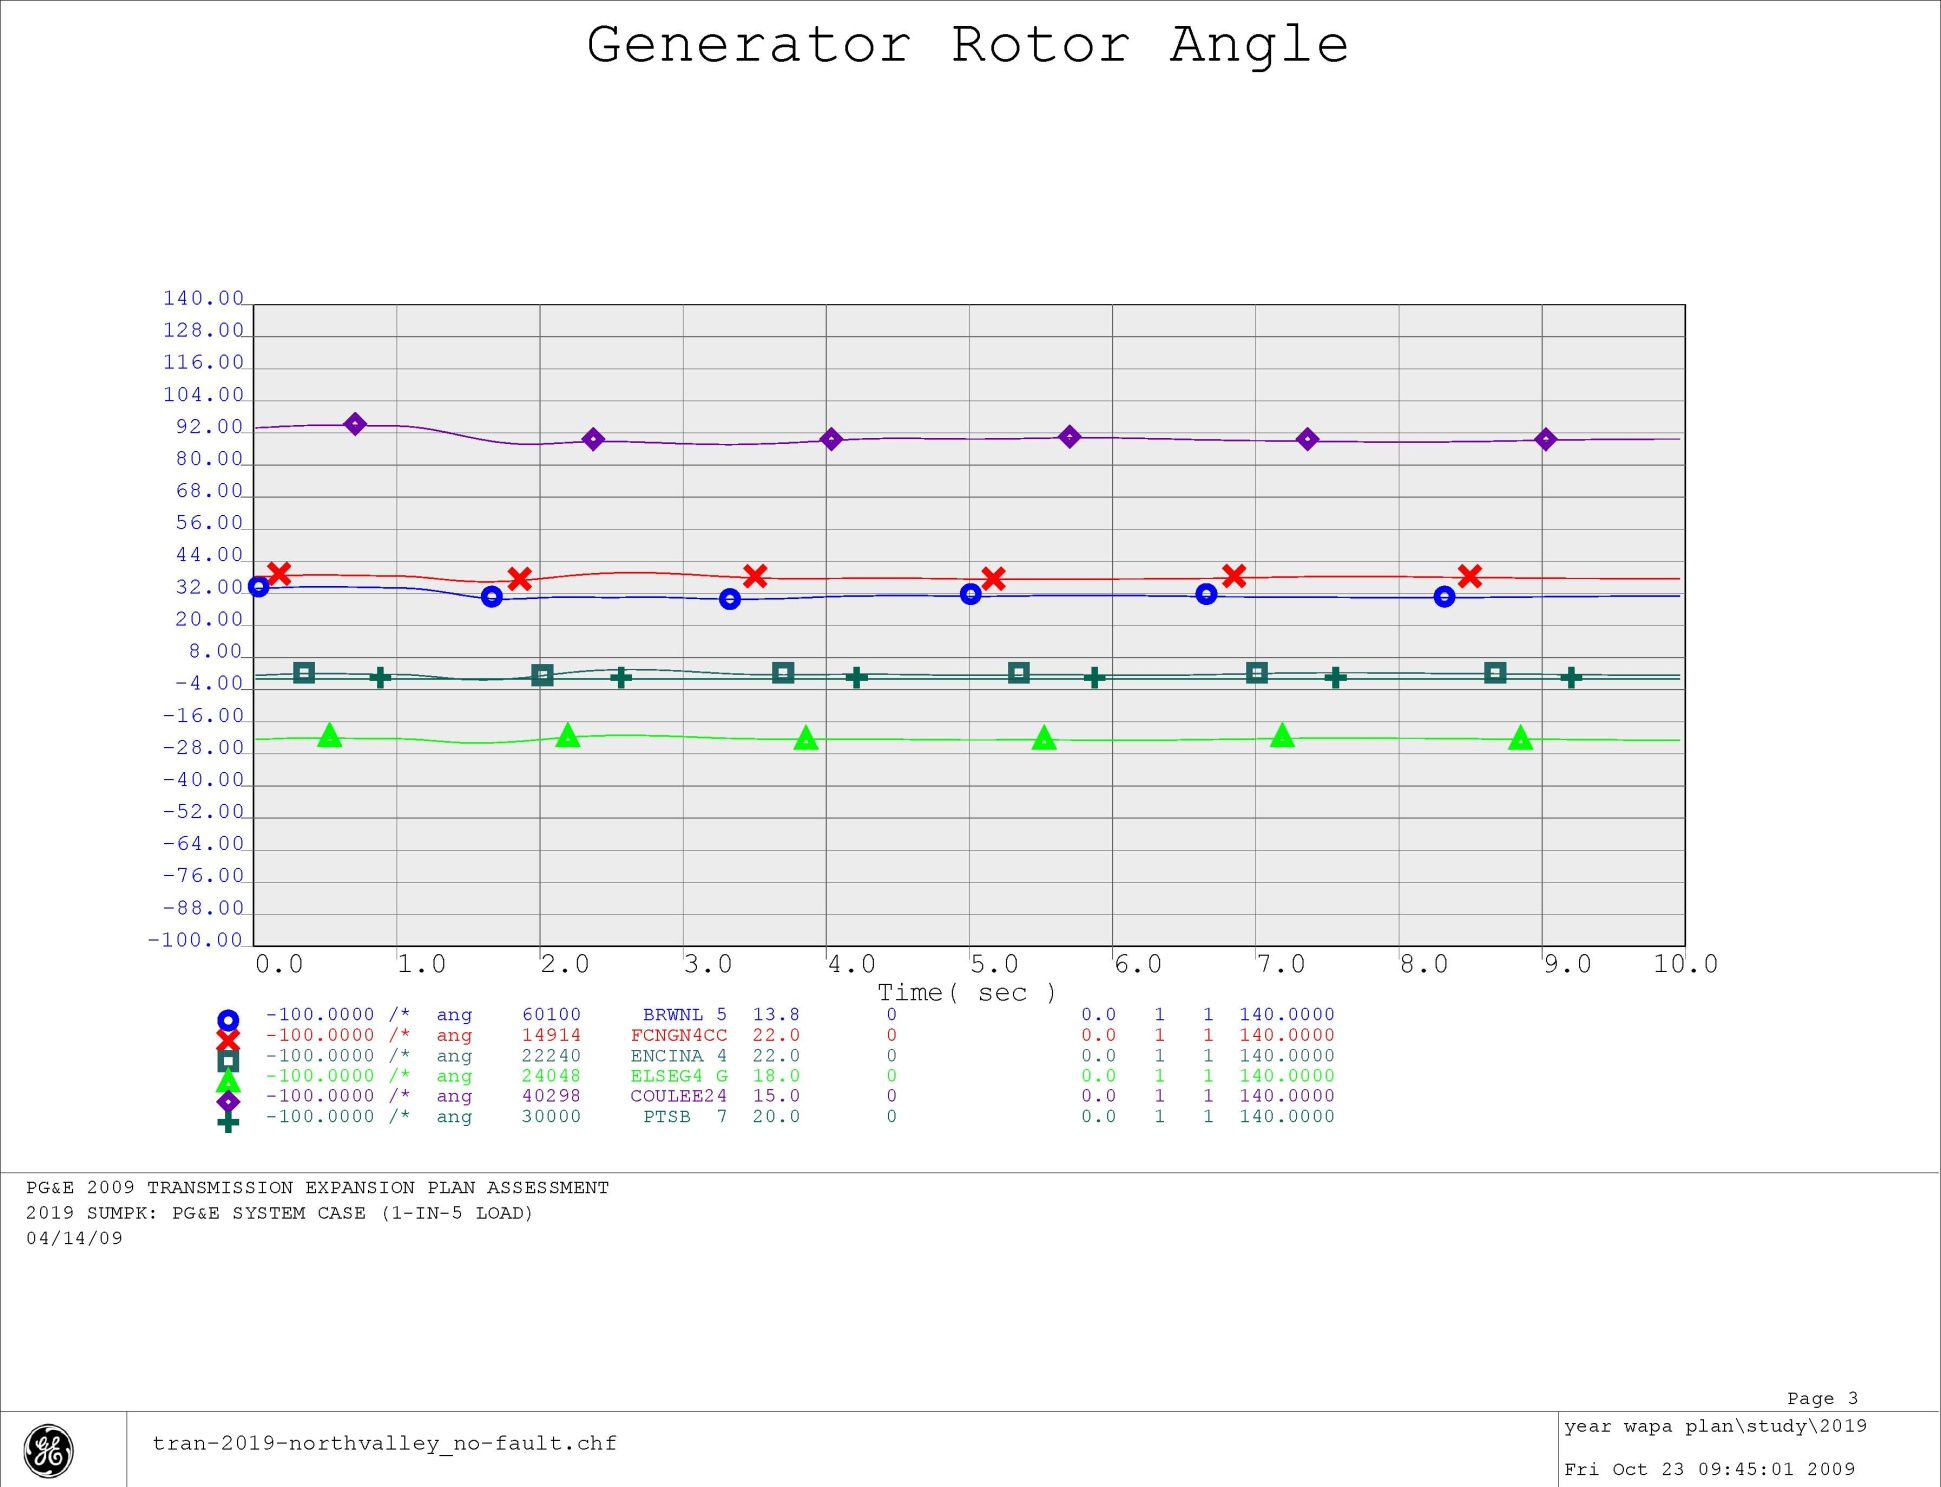 Generator Rotor Angle
140.00
128.00
116.00
104.00
92.00
80.00
68.00
56.00
44.00
32.00
20.00
8.00
-4.00
-16.00
-28.00
-40.00
-52.00
-64.00
-76.00
-88.00
-100.00
0.0 1.0 2.0 3.0 4.0 5.0 6.0 7.0 8.0 9.0 10.0
Time( sec )
-100.0000 /* ang 60100 BRWNL 5 13.8 0 0.0 1 1 140.0000
-100.0000 /* ang 14914 FCNGN4CC 22.0 0 0.0 1 1 140.0000
-100.0000 /* ang 22240 ENCINA 4 22.0 0 0.0 1 1 140.0000
-100.0000 /* ang 24048 ELSEG4 G 18.0 0 0.0 1 1 140.0000
-100.0000 /* ang 40298 COULEE24 15.0 0 0.0 1 1 140.0000
-100.0000 /* ang 30000 PTSB 7 20.0 0 0.0 1 1 140.0000
PG&E 2009 TRANSMISSION EXPANSION PLAN ASSESSMENT
2019 SUMPK: PG&E SYSTEM CASE (1-IN-5 LOAD)
04/14/09
Page 3
GE
tran-2019-northvalley_no-fault.chf
year wapa plan\study\2019
Fri Oct 23 09:45:01 2009